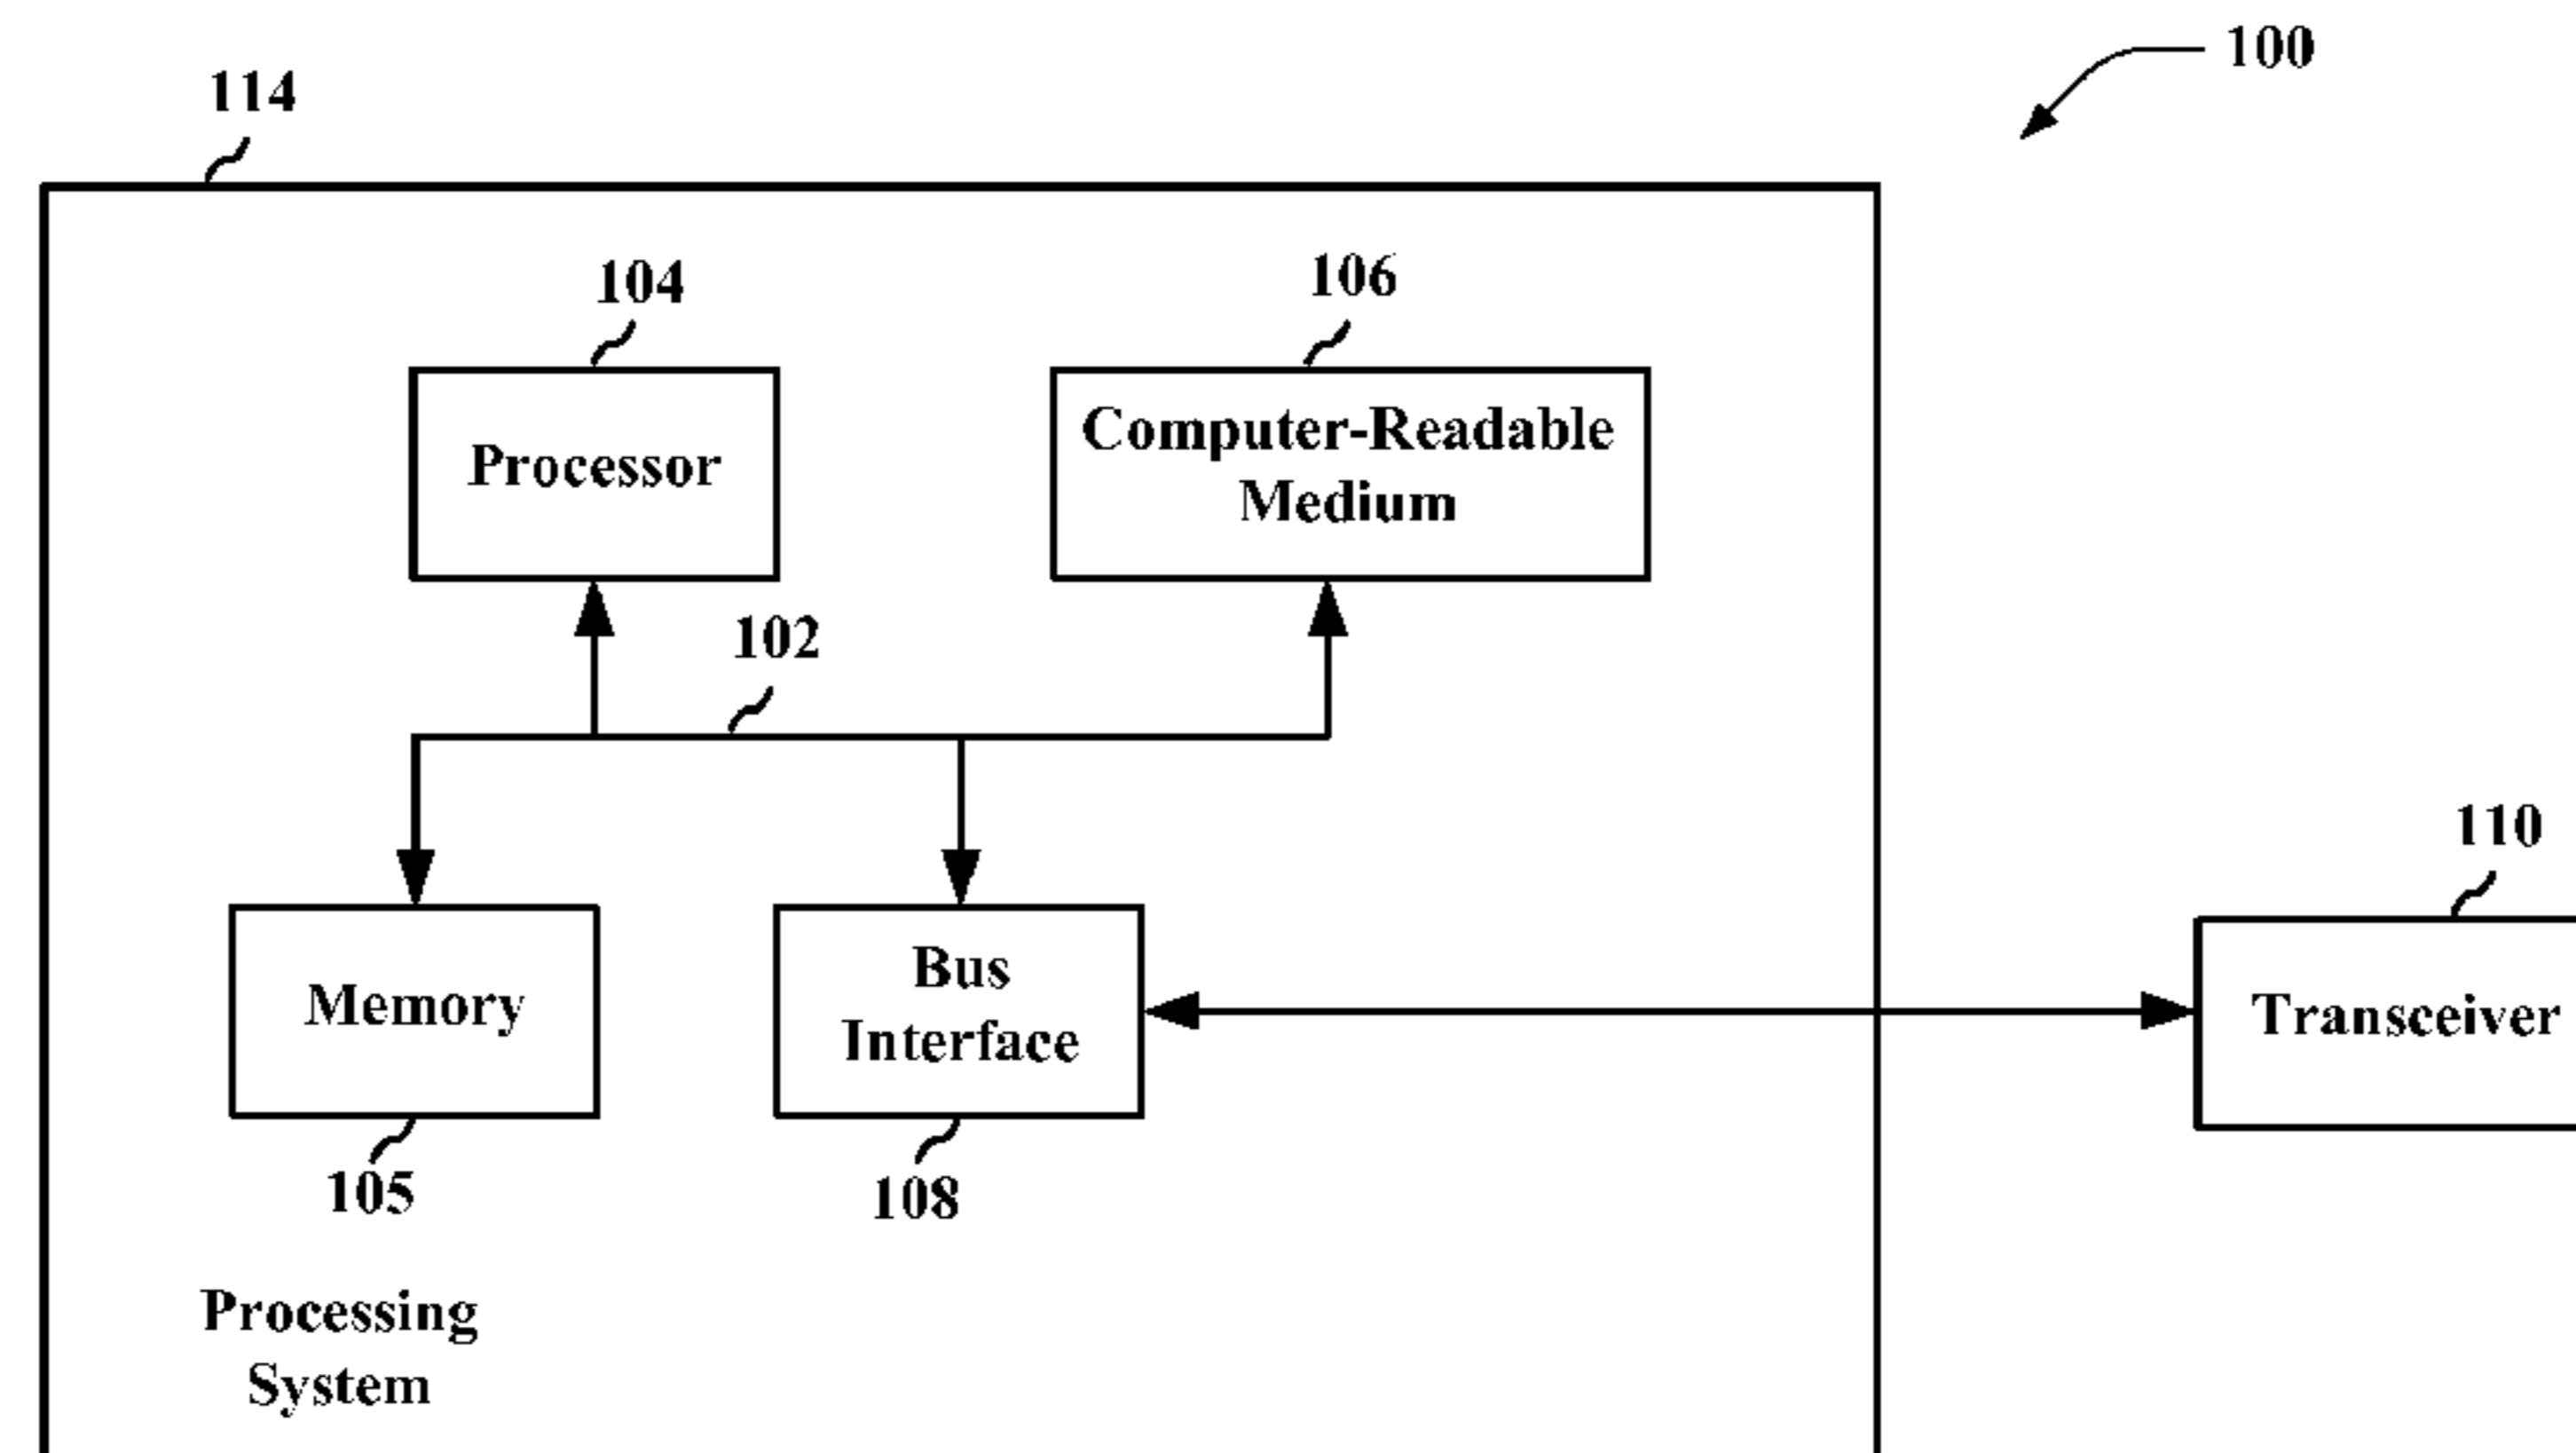 100
114
104
106
Processor
Computer-Readable
Medium
102
110
Memory
Bus
Interface
Transceiver
105
108
Processing
System